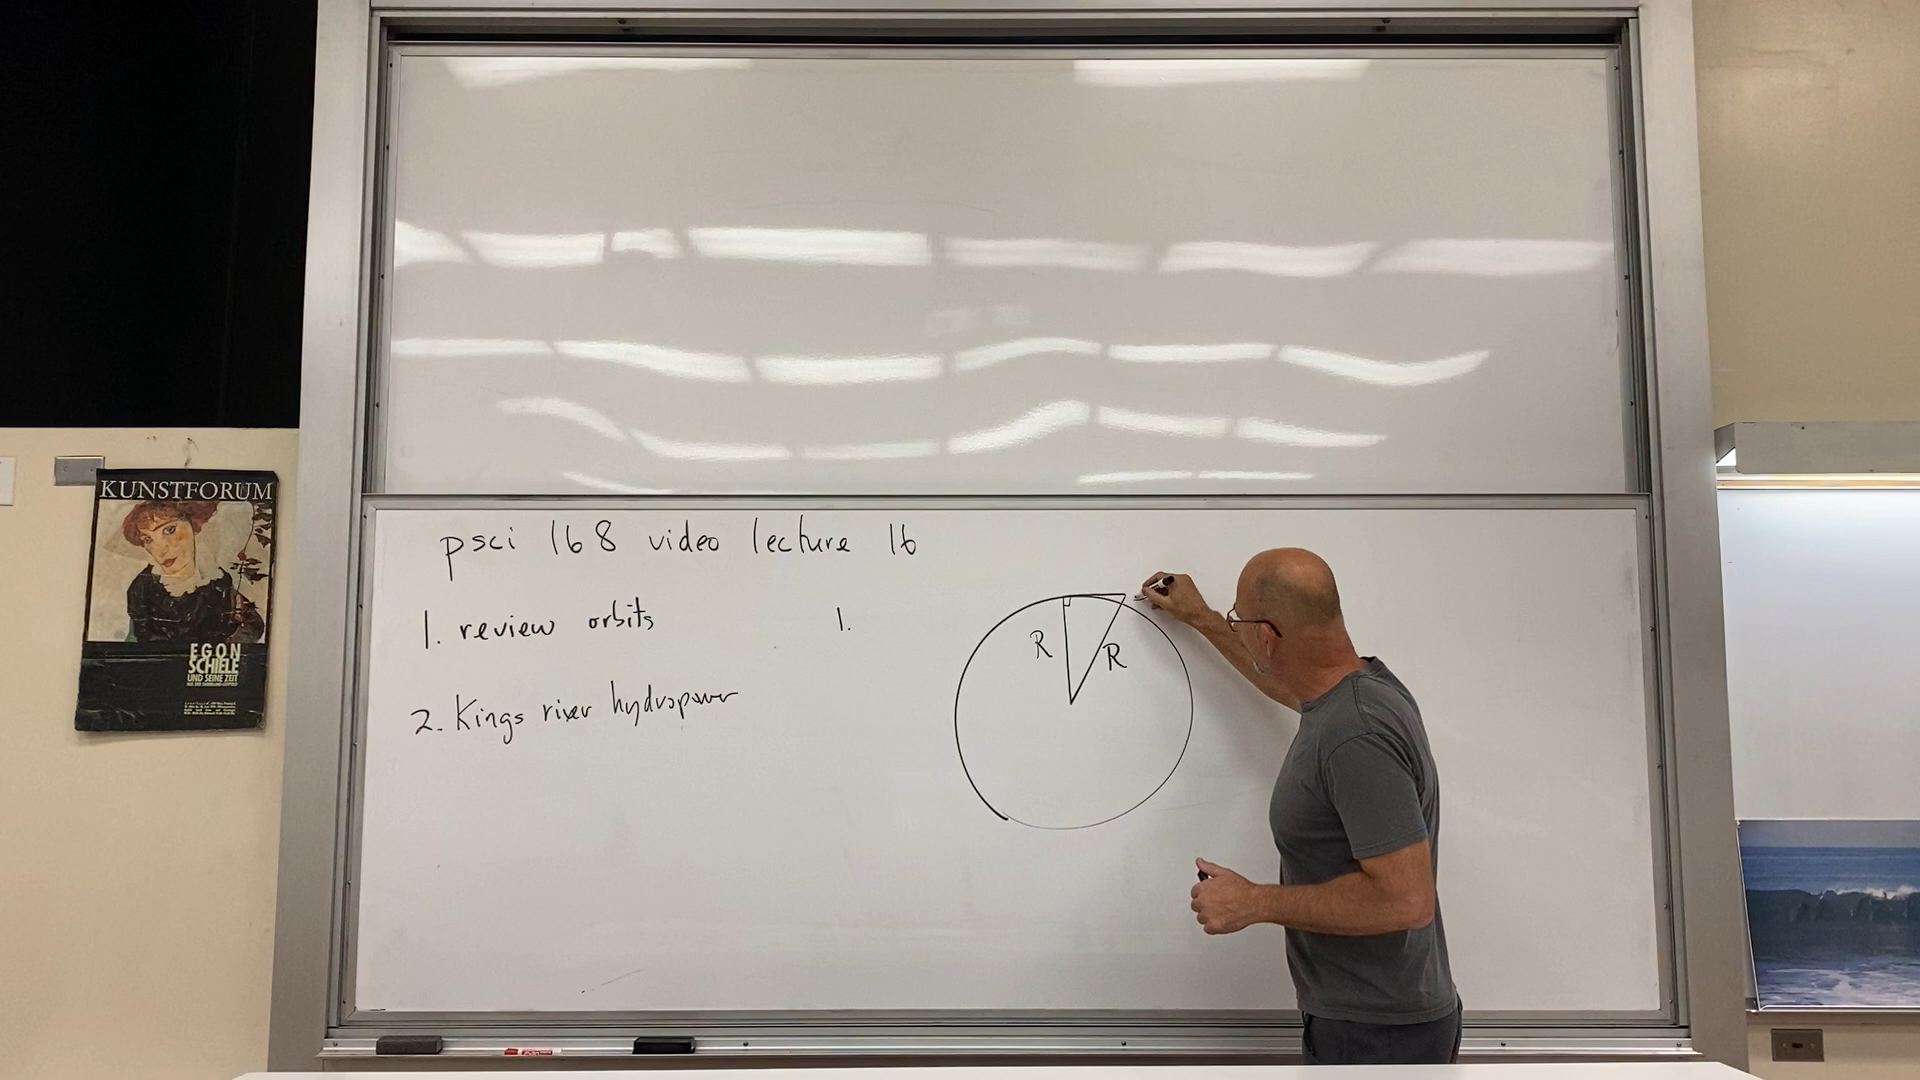 psci 168 video lecture 16
1. review orbits
2. Kings river hydropower
1.
R
R
KUNSTFORUM
EGON
SCHIELE
UND SEINE ZEIT